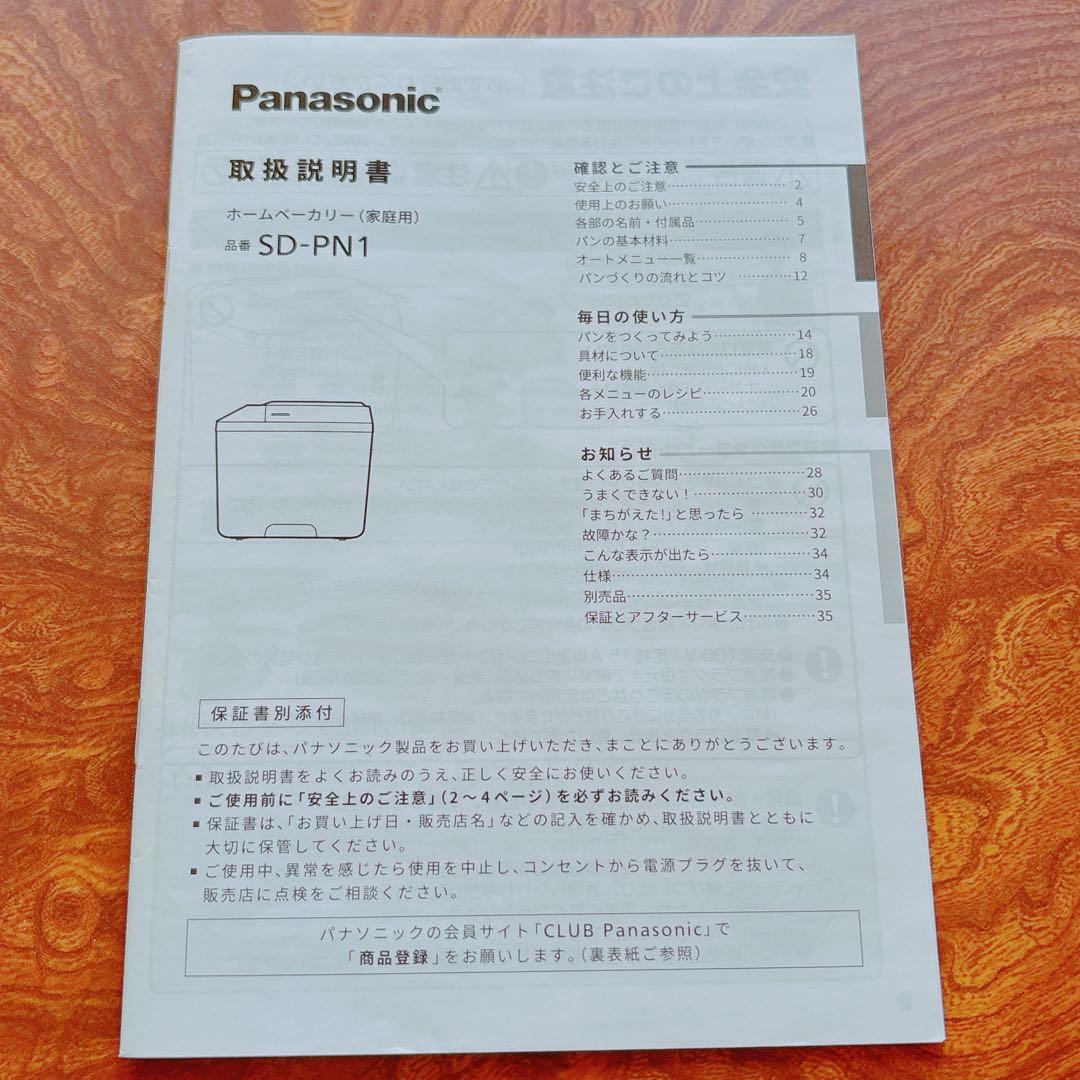 Panasonic
取扱説明書
ホームベーカリー(家庭用)
品番 SD-PN1
確認とご注意
安全上のご注意…………………… 2
使用上のお願い…………………… 4
各部の名前・付属品……………… 5
パンの基本材料…………………… 7
オートメニュー一覧……………… 8
パンづくりの流れとコツ …………12
毎日の使い方
パンをつくってみよう……………14
具材について………………………18
便利な機能…………………………19
各メニューのレシピ………………20
お手入れする………………………26
お知らせ
よくあるご質問……………………28
うまくできない! …………………30
「まちがえた!」と思ったら …………32
故障かな? …………………………32
こんな表示が出たら………………34
仕様…………………………………34
別売品………………………………35
保証とアフターサービス…………35
保証書別添付
このたびは、パナソニック製品をお買い上げいただき、まことにありがとうございます。
■ 取扱説明書をよくお読みのうえ、正しく安全にお使いください。
■ ご使用前に「安全上のご注意」(2〜4ページ)を必ずお読みください。
■ 保証書は、「お買い上げ日・販売店名」などの記入を確かめ、取扱説明書とともに
大切に保管してください。
■ ご使用中、異常を感じたら使用を中止し、コンセントから電源プラグを抜いて、
販売店に点検をご相談ください。
パナソニックの会員サイト「CLUB Panasonic」で
「商品登録」をお願いします。(裏表紙ご参照)